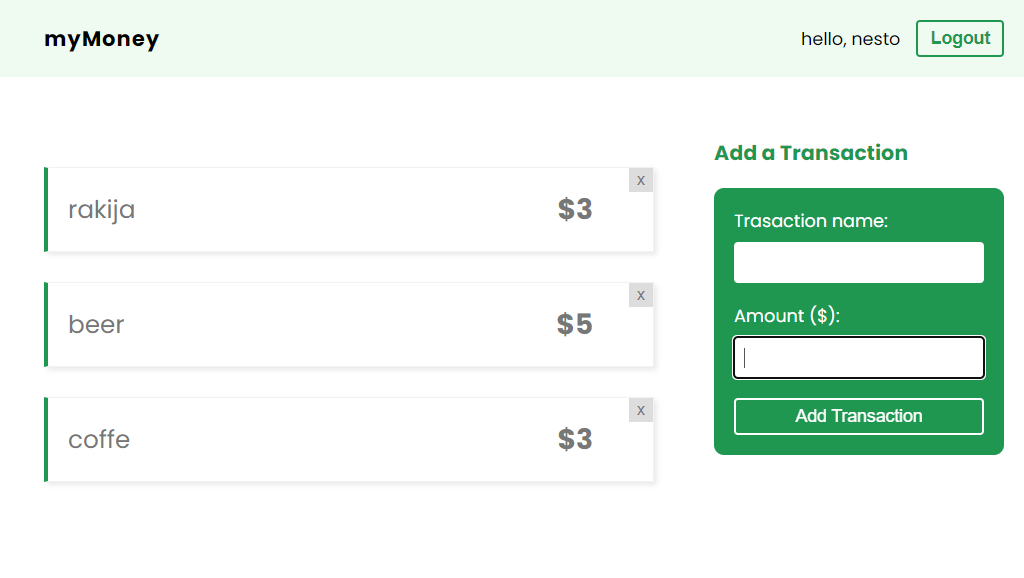 myMoney
hello, nesto
Logout
rakija
$3
x
beer
$5
x
coffe
$3
x
Add a Transaction
Trasaction name:
Amount ($):
Add Transaction